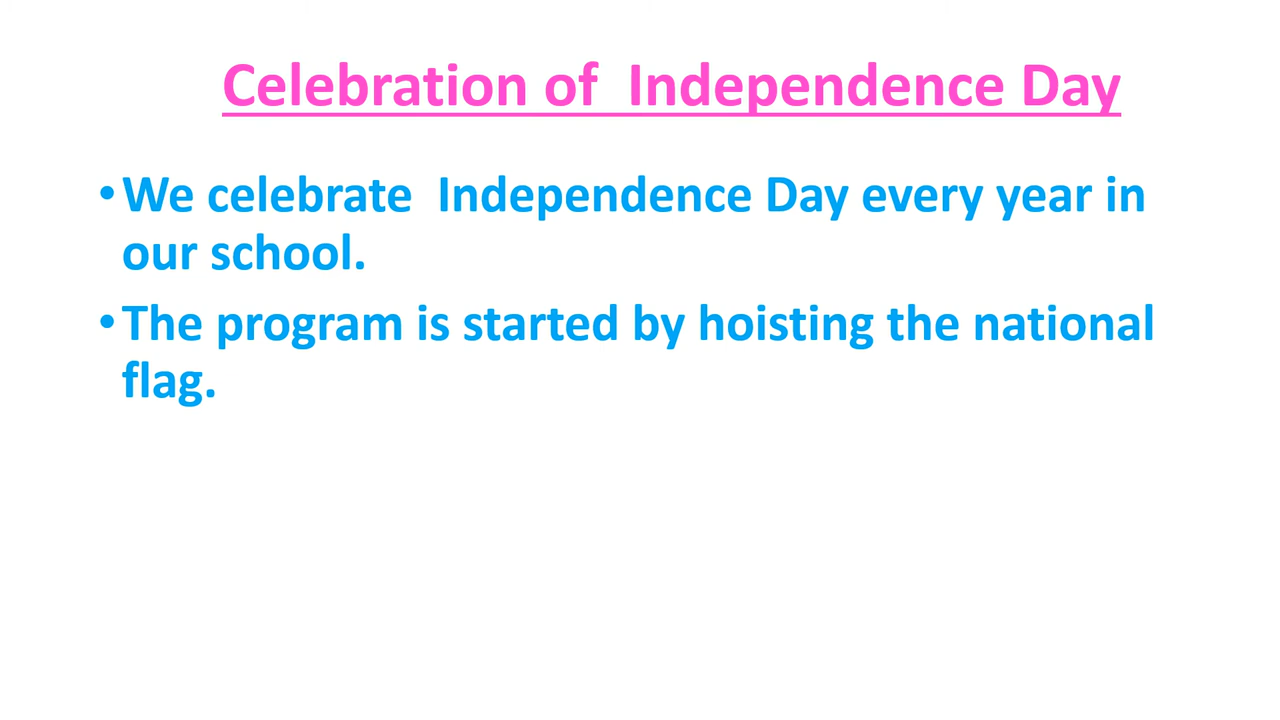 Celebration of  Independence Day
•We celebrate  Independence Day every year in
our school.
•The program is started by hoisting the national
flag.